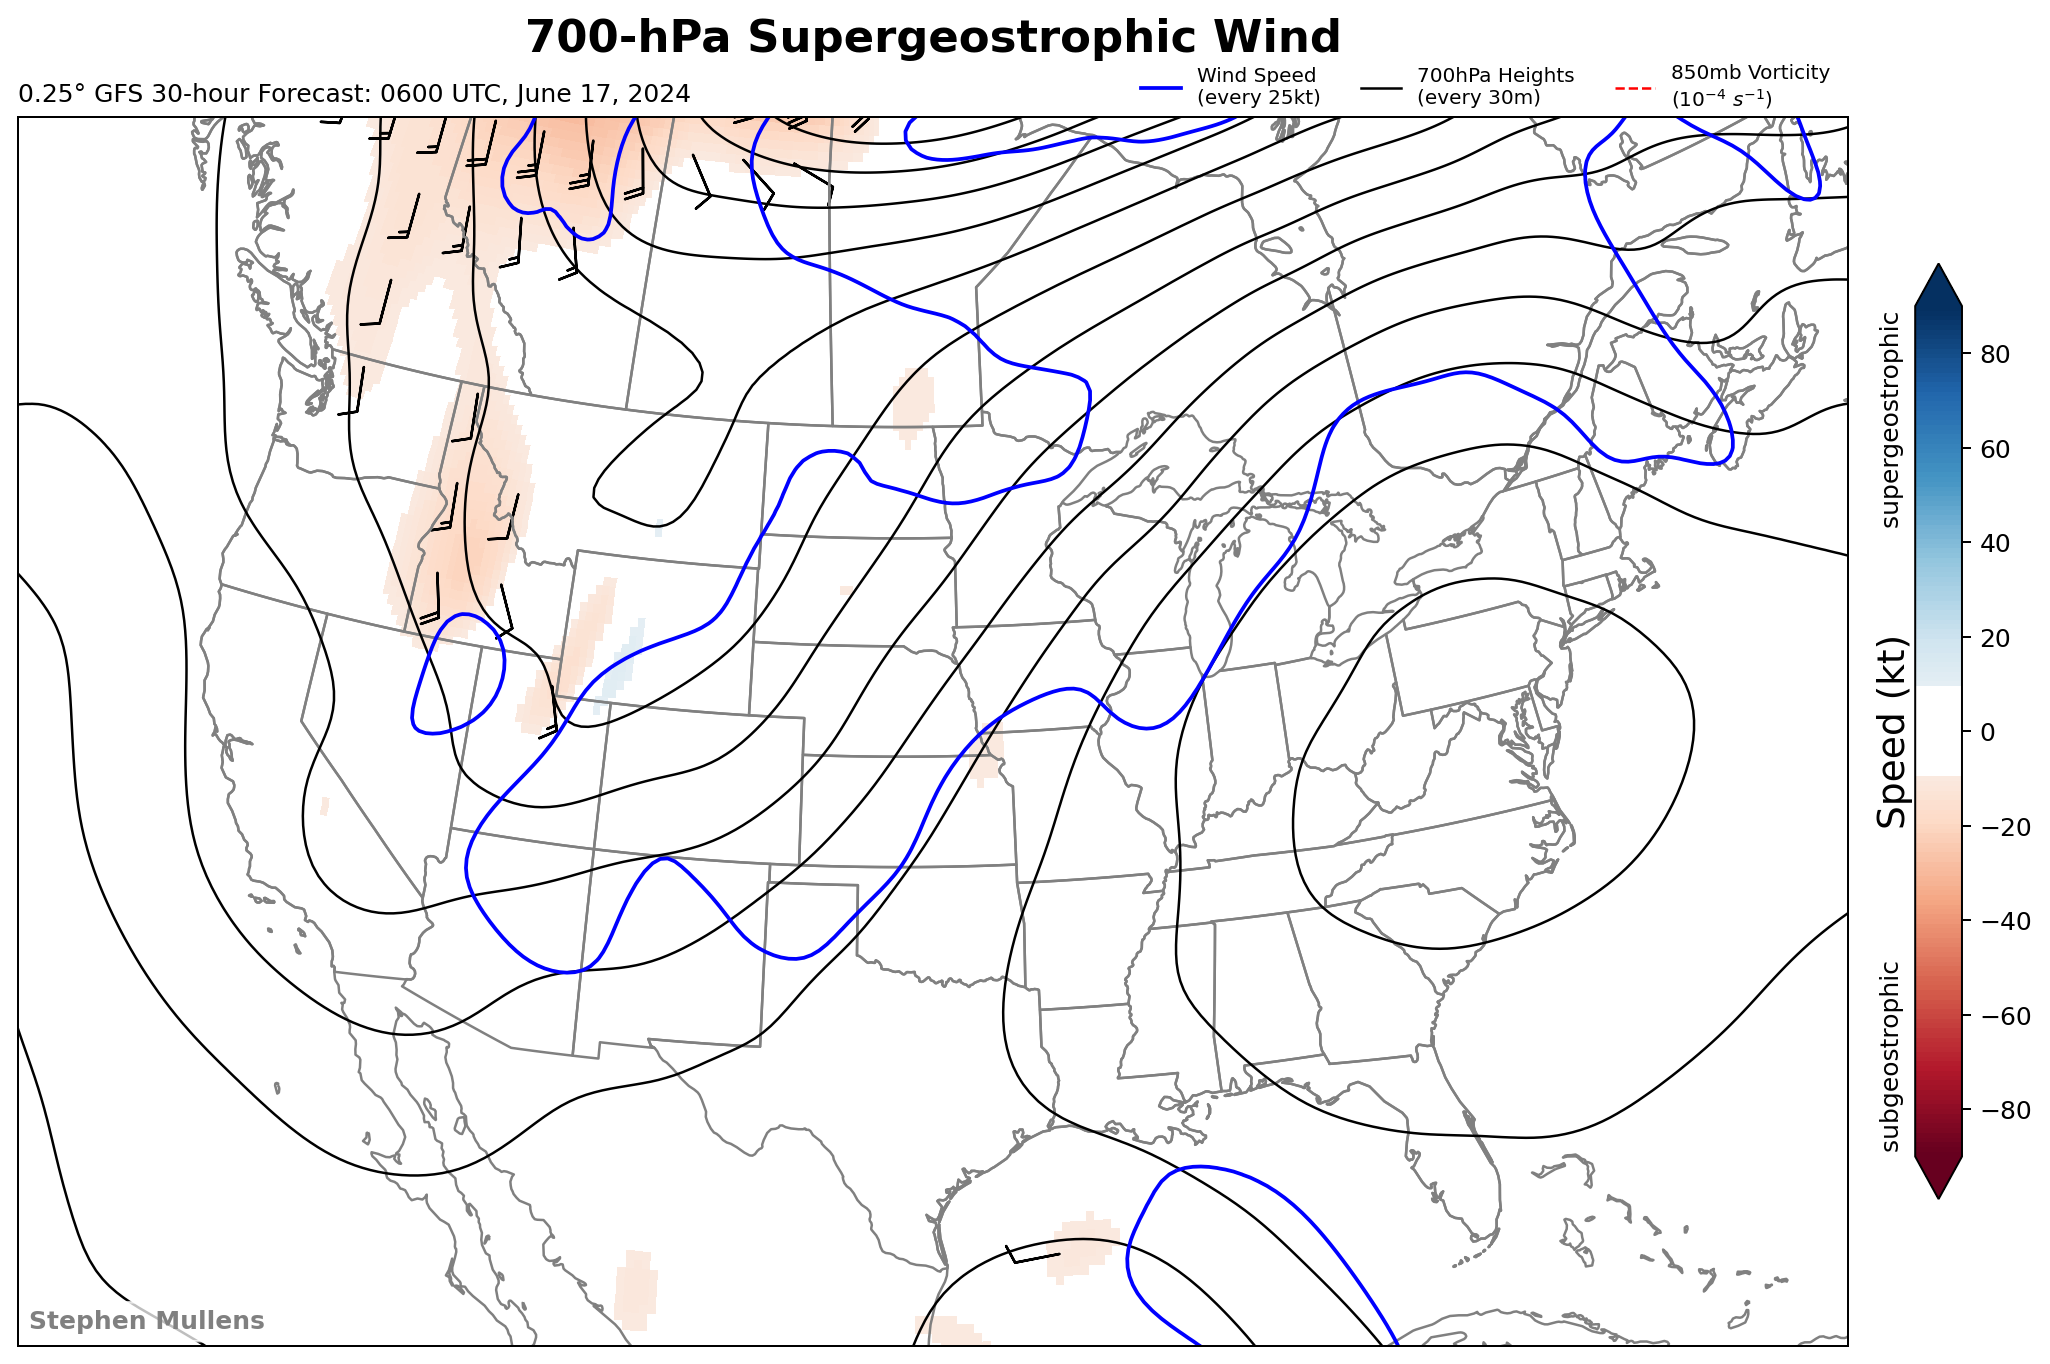 700-hPa Supergeostrophic Wind
0.25° GFS 30-hour Forecast: 0600 UTC, June 17, 2024
Wind Speed
(every 25kt)
700hPa Heights
(every 30m)
850mb Vorticity
(10⁻⁴ s⁻¹)
supergeostrophic
subgeostrophic
Speed (kt)
80
60
40
20
0
−20
−40
−60
−80
Stephen Mullens